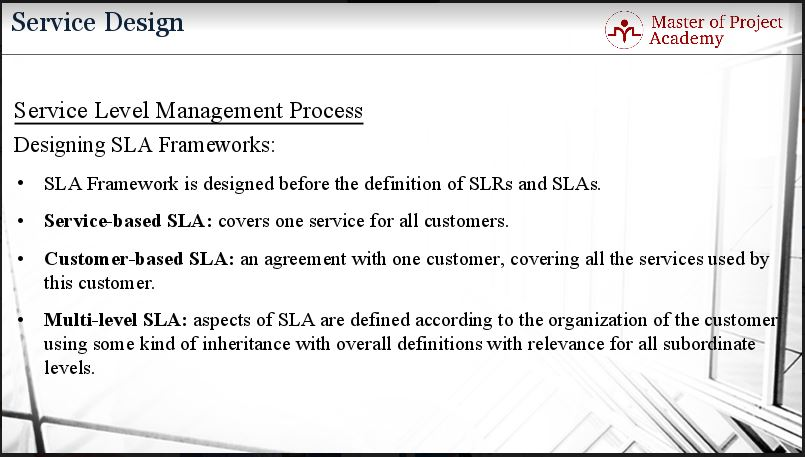 Service Design
Master of Project
Academy
Service Level Management Process
Designing SLA Frameworks:
• SLA Framework is designed before the definition of SLRs and SLAs.
• Service-based SLA: covers one service for all customers.
• Customer-based SLA: an agreement with one customer, covering all the services used by
this customer.
• Multi-level SLA: aspects of SLA are defined according to the organization of the customer
using some kind of inheritance with overall definitions with relevance for all subordinate
levels.